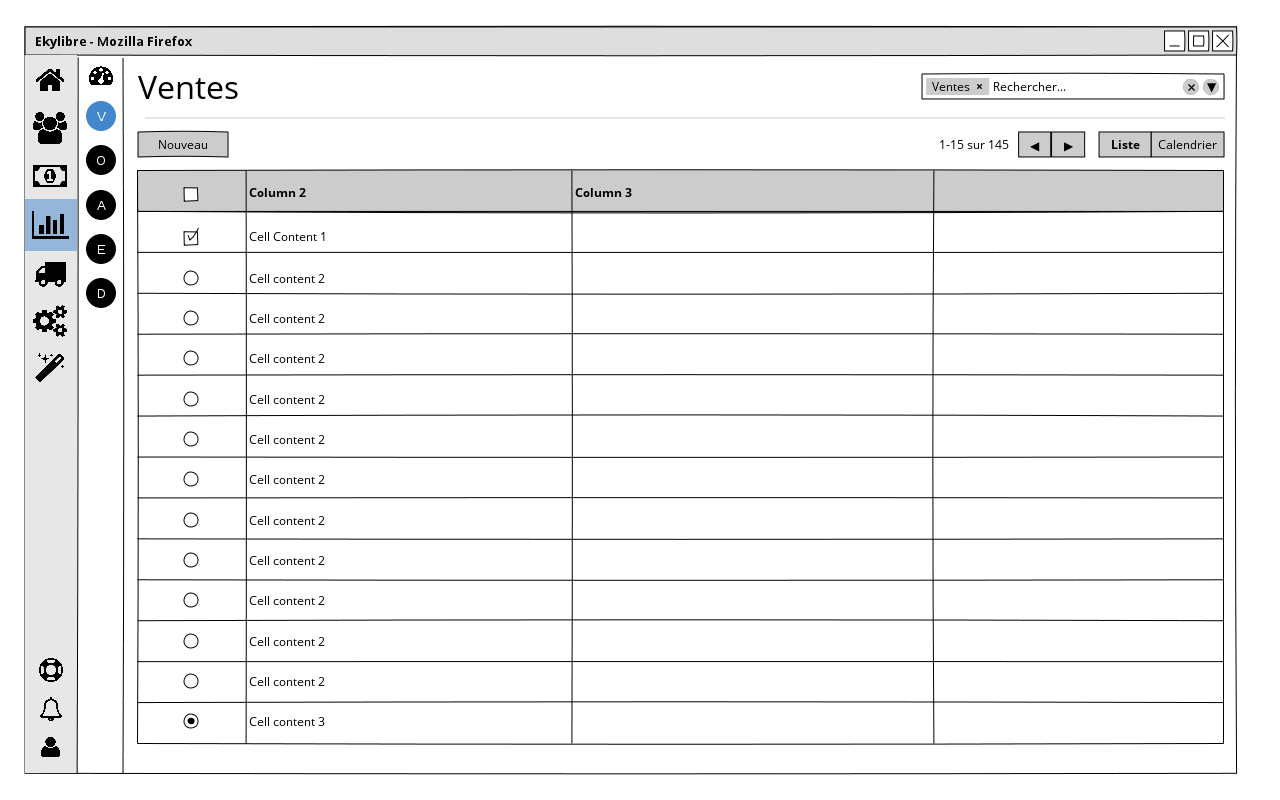 Ekylibre - Mozilla Firefox
Ventes
Ventes × Rechercher...
Nouveau
1-15 sur 145
Liste Calendrier
V
O
A
E
D
Column 2 Column 3
Cell Content 1
Cell content 2
Cell content 2
Cell content 2
Cell content 2
Cell content 2
Cell content 2
Cell content 2
Cell content 2
Cell content 2
Cell content 2
Cell content 2
Cell content 3